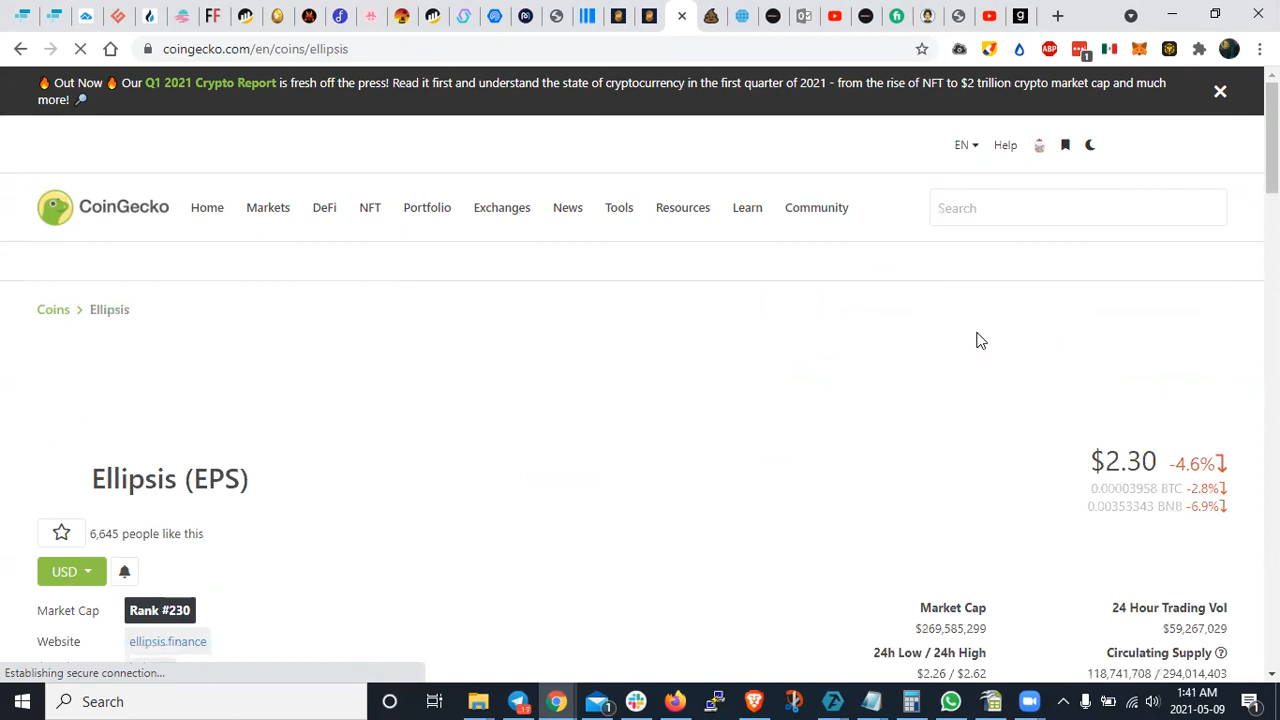 coingecko.com/en/coins/ellipsis
ABP
1
🔥 Out Now 🔥 Our Q1 2021 Crypto Report is fresh off the press! Read it first and understand the state of cryptocurrency in the first quarter of 2021 - from the rise of NFT to $2 trillion crypto market cap and much
more! 🔎
EN Help
CoinGecko Home Markets DeFi NFT Portfolio Exchanges News Tools Resources Learn Community Search
Coins > Ellipsis
Ellipsis (EPS)
$2.30 -4.6%
0.00003958 BTC -2.8%
0.00353343 BNB -6.9%
6,645 people like this
USD
Market Cap Rank #230
Website ellipsis.finance
Market Cap 24 Hour Trading Vol
$269,585,299 $59,267,029
24h Low / 24h High Circulating Supply
$2.26 / $2.62 118,741,708 / 294,014,403
Establishing secure connection...
Search
1:41 AM
2021-05-09